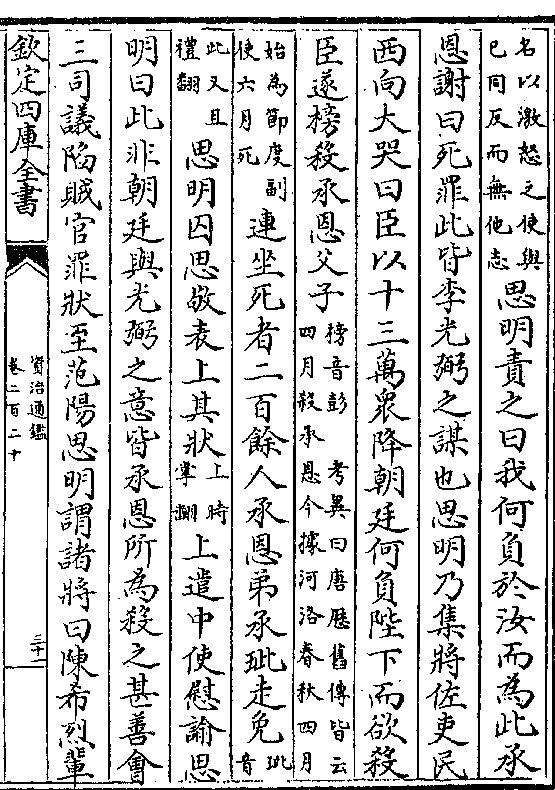 名以激怒之使與
已同反而無他志
思明責之曰我何負於汝而為此承
恩謝曰死罪此皆李光弼之謀也思明乃集將佐吏民
西向大哭曰臣以十三萬衆降朝廷何負陛下而欲殺
臣遂榜殺承恩父子
榜音彭 考異曰唐歷舊傳皆云
四月殺承恩今據河洛春秋四月
始為節度副
使六月死
連坐死者二百餘人承恩弟承玼走免
玼
音
此又且
禮翻
思明囚思敬表上其狀
上時
掌翻
上遣中使慰諭思
明曰此非朝廷與光弼之意皆承恩所為殺之甚善會
三司議陷賊官罪狀至范陽思明謂諸將曰陳希烈輩
欽定四庫全書
資治通鑑
卷二百二十
三十一